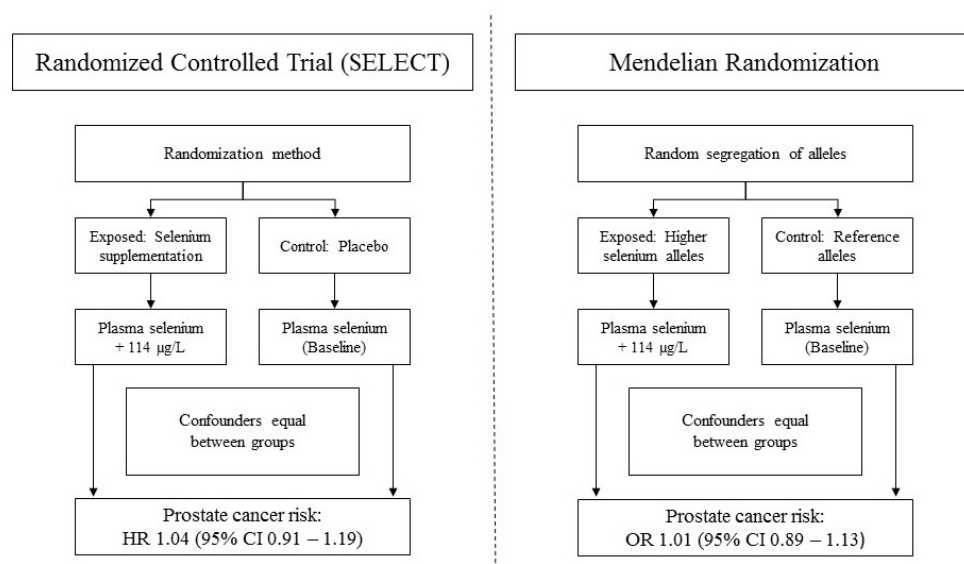 Randomized Controlled Trial (SELECT)
Randomization method
Exposed: Selenium
supplementation
Control: Placebo
Plasma selenium
+ 114 μg/L
Plasma selenium
(Baseline)
Confounders equal
between groups
Prostate cancer risk:
HR 1.04 (95% CI 0.91 – 1.19)
Mendelian Randomization
Random segregation of alleles
Exposed: Higher
selenium alleles
Control: Reference
alleles
Plasma selenium
+ 114 μg/L
Plasma selenium
(Baseline)
Confounders equal
between groups
Prostate cancer risk:
OR 1.01 (95% CI 0.89 – 1.13)